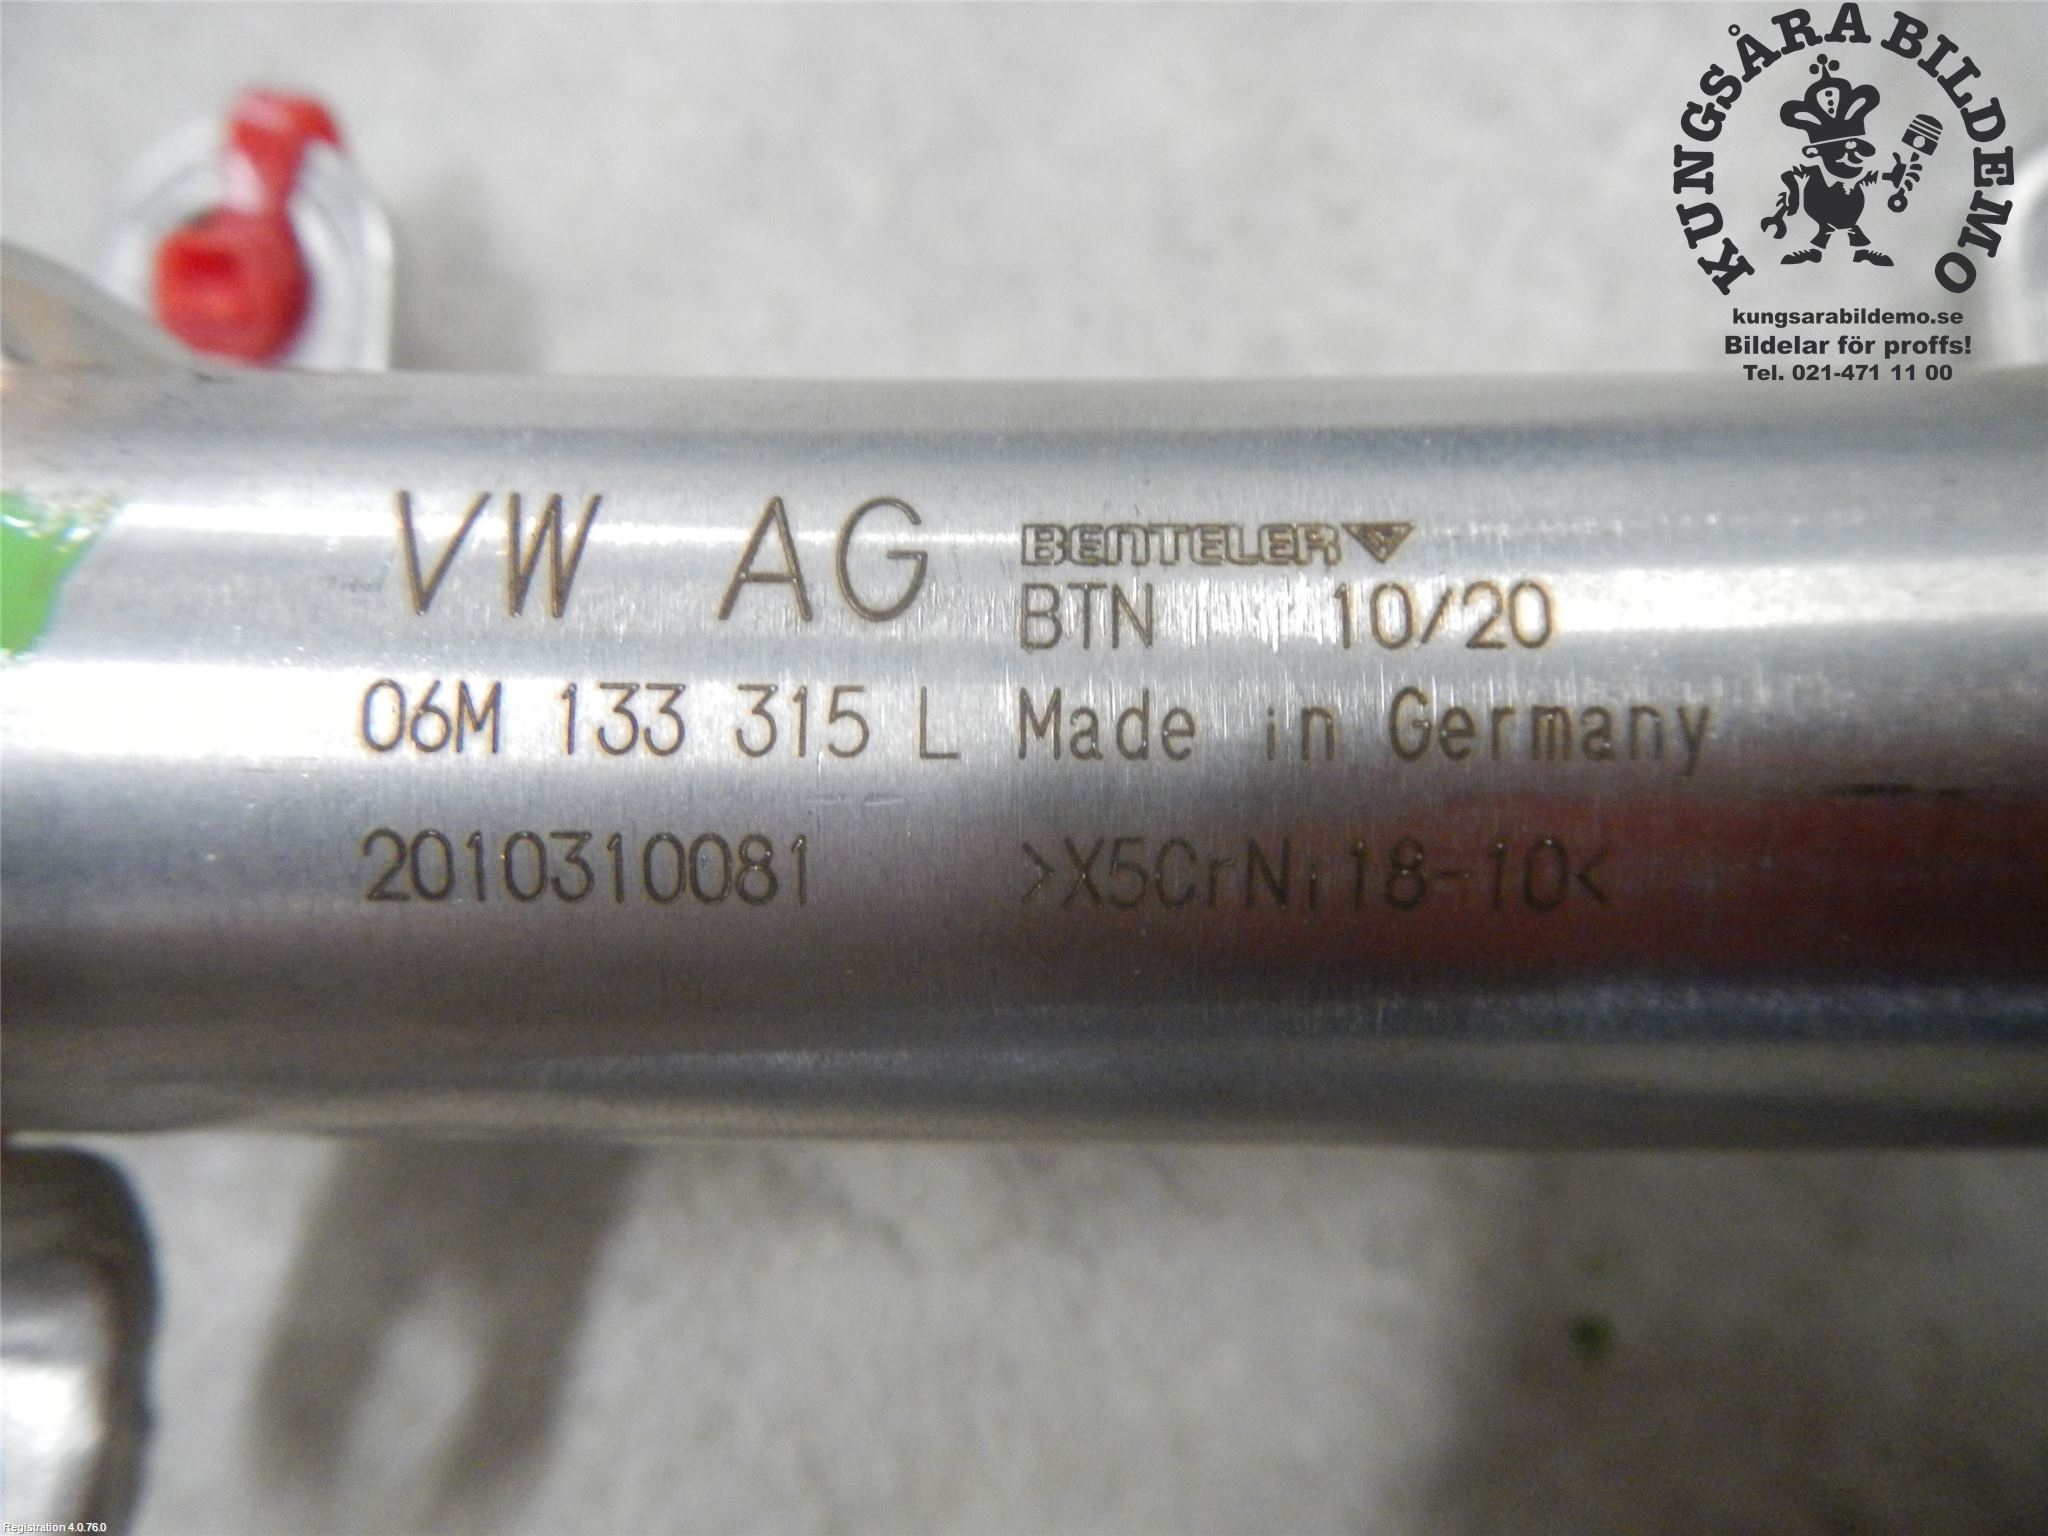 KUNGSÅRA BILDEMO
kungsarabildemo.se
Bildelar för proffs!
Tel. 021-471 11 00
VW AG BENTELER
BTN 10/20
06M 133 315 L Made in Germany
2010310081 >X5CrNi18-10<
Registration 4.0.76.0